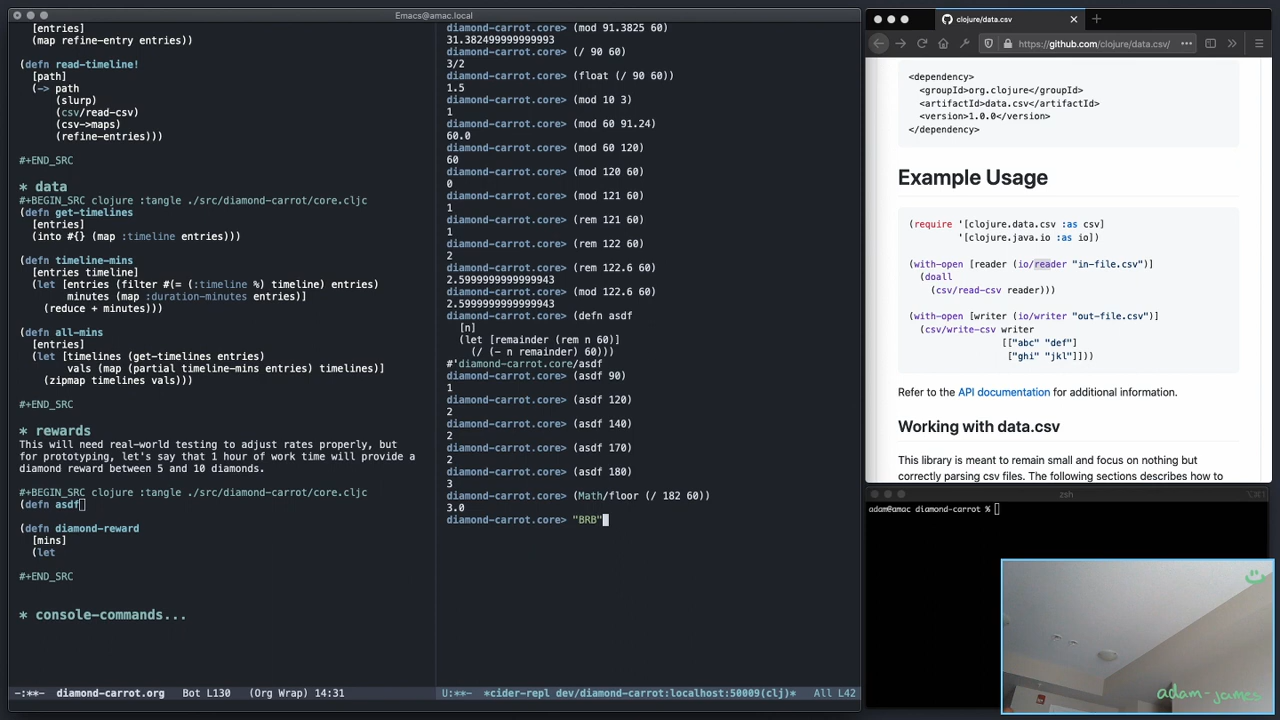 Emacs@amac.local
[entries]
(map refine-entry entries))
(defn read-timeline!
[path]
(-> path
(slurp)
(csv/read-csv)
(csv->maps)
(refine-entries)))
#+END_SRC
* data
#+BEGIN_SRC clojure :tangle ./src/diamond-carrot/core.cljc
(defn get-timelines
[entries]
(into #{} (map :timeline entries)))
(defn timeline-mins
[entries timeline]
(let [entries (filter #(= (:timeline %) timeline) entries)
minutes (map :duration-minutes entries)]
(reduce + minutes)))
(defn all-mins
[entries]
(let [timelines (get-timelines entries)
vals (map (partial timeline-mins entries) timelines)]
(zipmap timelines vals)))
#+END_SRC
* rewards
This will need real-world testing to adjust rates properly, but
for prototyping, let's say that 1 hour of work time will provide a
diamond reward between 5 and 10 diamonds.
#+BEGIN_SRC clojure :tangle ./src/diamond-carrot/core.cljc
(defn asdf
(defn diamond-reward
[mins]
(let
#+END_SRC
* console-commands...
-:**- diamond-carrot.org Bot L130 (Org Wrap) 14:31
diamond-carrot.core> (mod 91.3825 60)
31.382499999999993
diamond-carrot.core> (/ 90 60)
3/2
diamond-carrot.core> (float (/ 90 60))
1.5
diamond-carrot.core> (mod 10 3)
1
diamond-carrot.core> (mod 60 91.24)
60.0
diamond-carrot.core> (mod 60 120)
60
diamond-carrot.core> (mod 120 60)
0
diamond-carrot.core> (mod 121 60)
1
diamond-carrot.core> (rem 121 60)
1
diamond-carrot.core> (rem 122 60)
2
diamond-carrot.core> (rem 122.6 60)
2.5999999999999943
diamond-carrot.core> (mod 122.6 60)
2.5999999999999943
diamond-carrot.core> (defn asdf
[n]
(let [remainder (rem n 60)]
(/ (- n remainder) 60)))
#'diamond-carrot.core/asdf
diamond-carrot.core> (asdf 90)
1
diamond-carrot.core> (asdf 120)
2
diamond-carrot.core> (asdf 140)
2
diamond-carrot.core> (asdf 170)
2
diamond-carrot.core> (asdf 180)
3
diamond-carrot.core> (Math/floor (/ 182 60))
3.0
diamond-carrot.core> "BRB"
U:**- *cider-repl dev/diamond-carrot:localhost:50009(clj)* All L42
clojure/data.csv
https://github.com/clojure/data.csv/
<dependency>
<groupId>org.clojure</groupId>
<artifactId>data.csv</artifactId>
<version>1.0.0</version>
</dependency>
Example Usage
(require '[clojure.data.csv :as csv]
'[clojure.java.io :as io])
(with-open [reader (io/reader "in-file.csv")]
(doall
(csv/read-csv reader)))
(with-open [writer (io/writer "out-file.csv")]
(csv/write-csv writer
[["abc" "def"]
["ghi" "jkl"]]))
Refer to the API documentation for additional information.
Working with data.csv
This library is meant to remain small and focus on nothing but
correctly parsing csv files. The following sections describes how to
zsh
⌥⌘1
adam@amac diamond-carrot %
adam-james